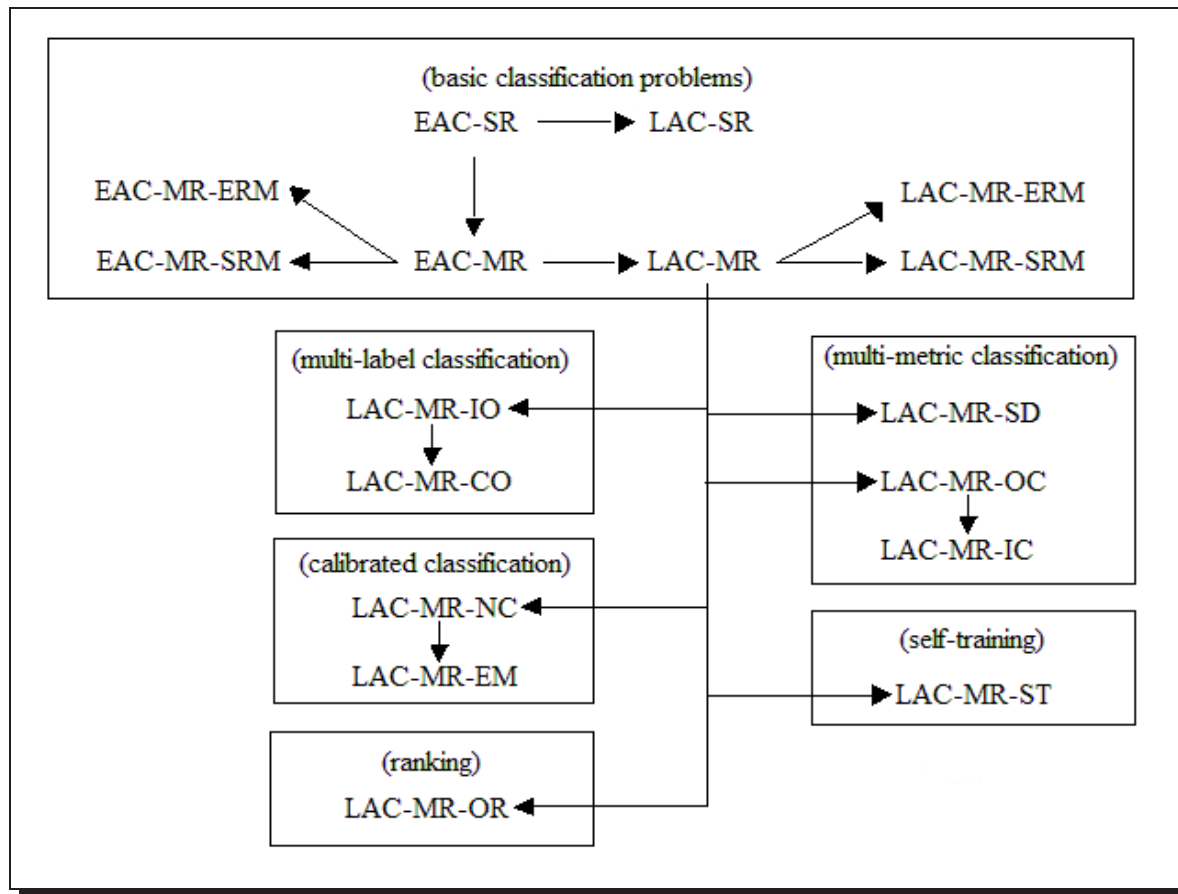 (basic classification problems)
EAC-SR LAC-SR
EAC-MR-ERM LAC-MR-ERM
EAC-MR-SRM EAC-MR LAC-MR LAC-MR-SRM
(multi-label classification)
LAC-MR-IO
LAC-MR-CO
(multi-metric classification)
LAC-MR-SD
LAC-MR-OC
LAC-MR-IC
(calibrated classification)
LAC-MR-NC
LAC-MR-EM
(self-training)
LAC-MR-ST
(ranking)
LAC-MR-OR